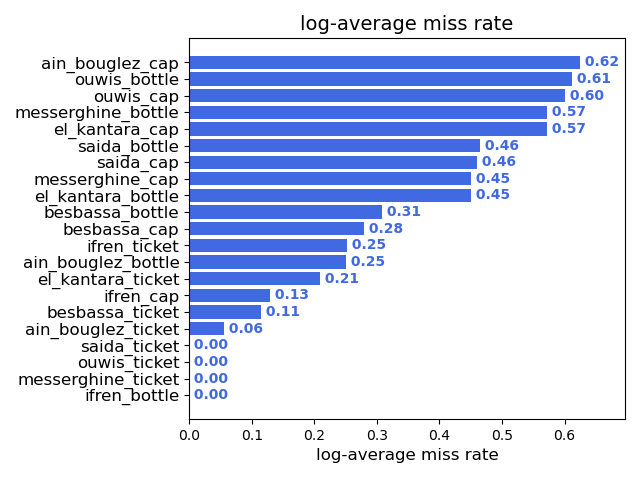 log-average miss rate
ain_bouglez_cap 0.62
ouwis_bottle 0.61
ouwis_cap 0.60
messerghine_bottle 0.57
el_kantara_cap 0.57
saida_bottle 0.46
saida_cap 0.46
messerghine_cap 0.45
el_kantara_bottle 0.45
besbassa_bottle 0.31
besbassa_cap 0.28
ifren_ticket 0.25
ain_bouglez_bottle 0.25
el_kantara_ticket 0.21
ifren_cap 0.13
besbassa_ticket 0.11
ain_bouglez_ticket 0.06
saida_ticket 0.00
ouwis_ticket 0.00
messerghine_ticket 0.00
ifren_bottle 0.00
0.0 0.1 0.2 0.3 0.4 0.5 0.6
log-average miss rate